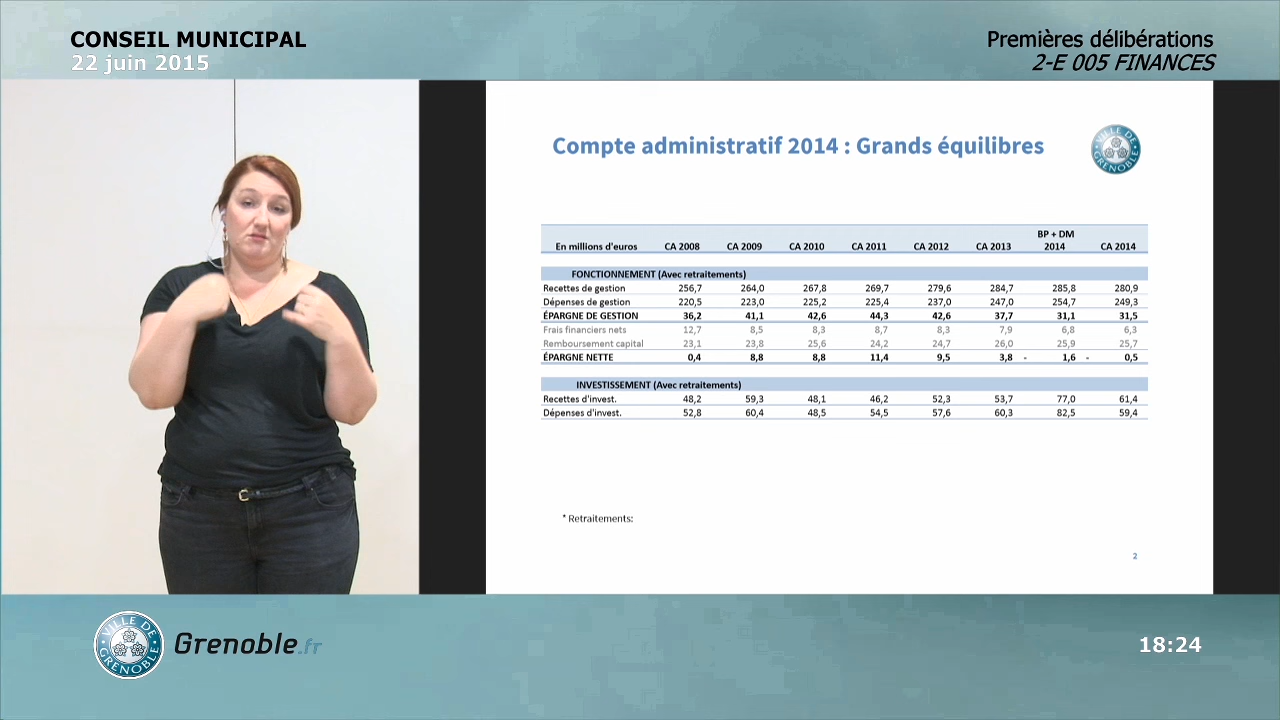 CONSEIL MUNICIPAL
22 juin 2015
Premières délibérations
2-E 005 FINANCES
Compte administratif 2014 : Grands équilibres
VILLE DE GRENOBLE
En millions d'euros CA 2008 CA 2009 CA 2010 CA 2011 CA 2012 CA 2013 BP + DM 2014 CA 2014
FONCTIONNEMENT (Avec retraitements)
Recettes de gestion 256,7 264,0 267,8 269,7 279,6 284,7 285,8 280,9
Dépenses de gestion 220,5 223,0 225,2 225,4 237,0 247,0 254,7 249,3
ÉPARGNE DE GESTION 36,2 41,1 42,6 44,3 42,6 37,7 31,1 31,5
Frais financiers nets 12,7 8,5 8,3 8,7 8,3 7,9 6,8 6,3
Remboursement capital 23,1 23,8 25,6 24,2 24,7 26,0 25,9 25,7
ÉPARGNE NETTE 0,4 8,8 8,8 11,4 9,5 3,8 - 1,6 - 0,5
INVESTISSEMENT (Avec retraitements)
Recettes d'invest. 48,2 59,3 48,1 46,2 52,3 53,7 77,0 61,4
Dépenses d'invest. 52,8 60,4 48,5 54,5 57,6 60,3 82,5 59,4
* Retraitements:
2
VILLE DE GRENOBLE
Grenoble.fr
18:24